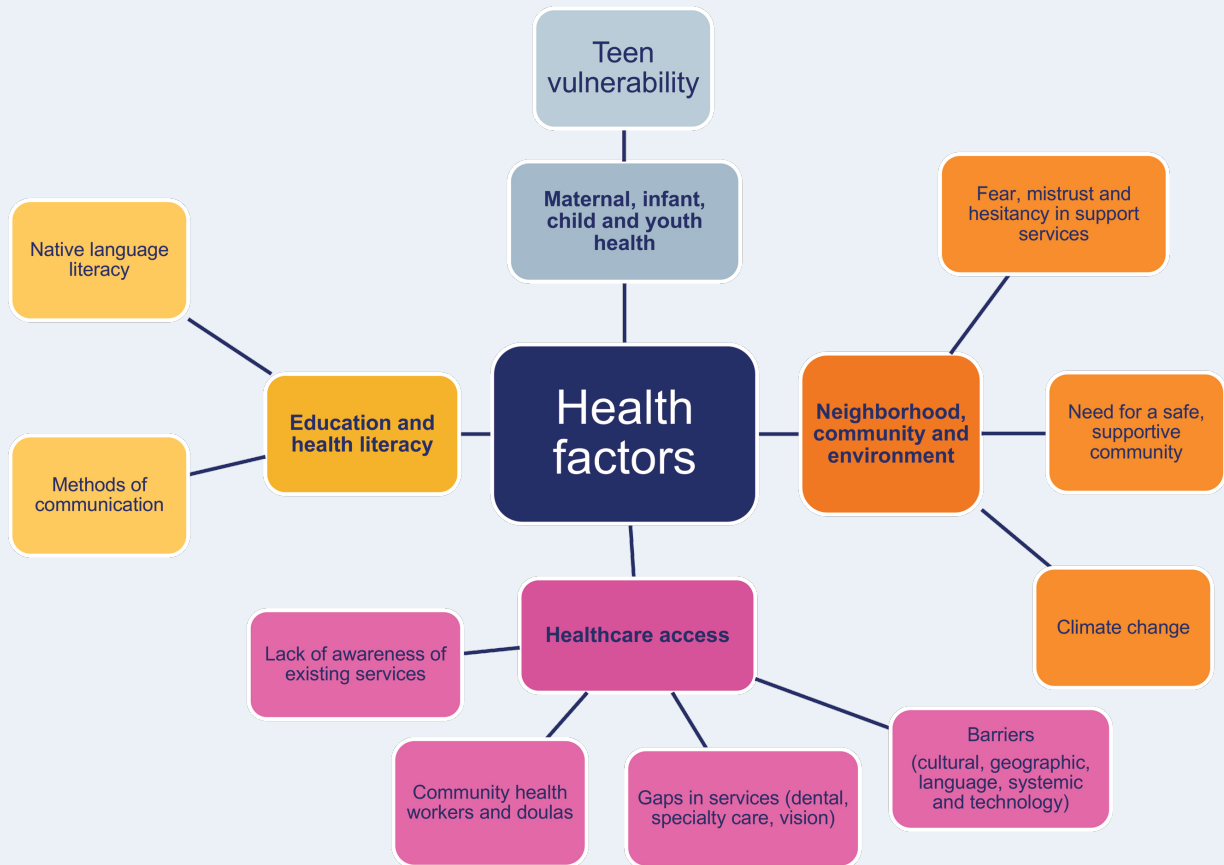 Teen
vulnerability
Maternal, infant,
child and youth
health
Fear, mistrust and
hesitancy in support
services
Native language
literacy
Health
factors
Education and
health literacy
Neighborhood,
community and
environment
Need for a safe,
supportive
community
Methods of
communication
Climate change
Healthcare access
Lack of awareness of
existing services
Community health
workers and doulas
Gaps in services (dental,
specialty care, vision)
Barriers
(cultural, geographic,
language, systemic
and technology)